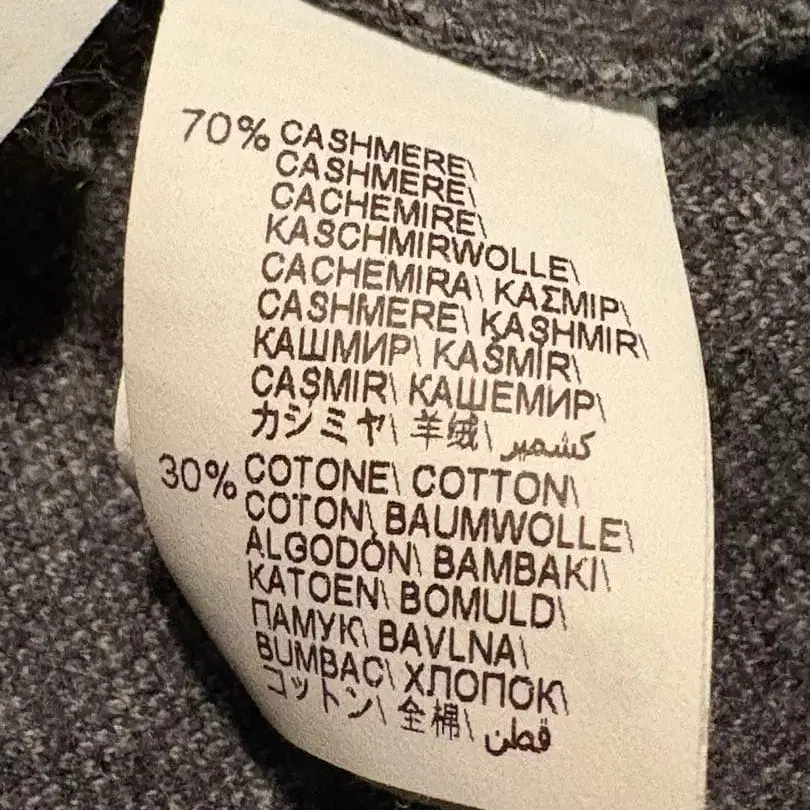 70% CASHMERE\
CASHMERE\
CACHEMIRE\
KASCHMIRWOLLE\
CACHEMIRA\ ΚΑΣΜΙΡ\
CASHMERE\ KAŞHMIR\
КАШМИР\ KAŠMÍR\
CAŞMIR\ КАШЕМИР\
カシミヤ\ 羊绒\ كشمير
30% COTONE\ COTTON\
COTON\ BAUMWOLLE\
ALGODÓN\ BAMBAKI\
KATOEN\ BOMULD\
ПАМУК\ BAVLNA\
BUMBAC\ ХЛОПОК\
コットン\ 全棉\ قطن